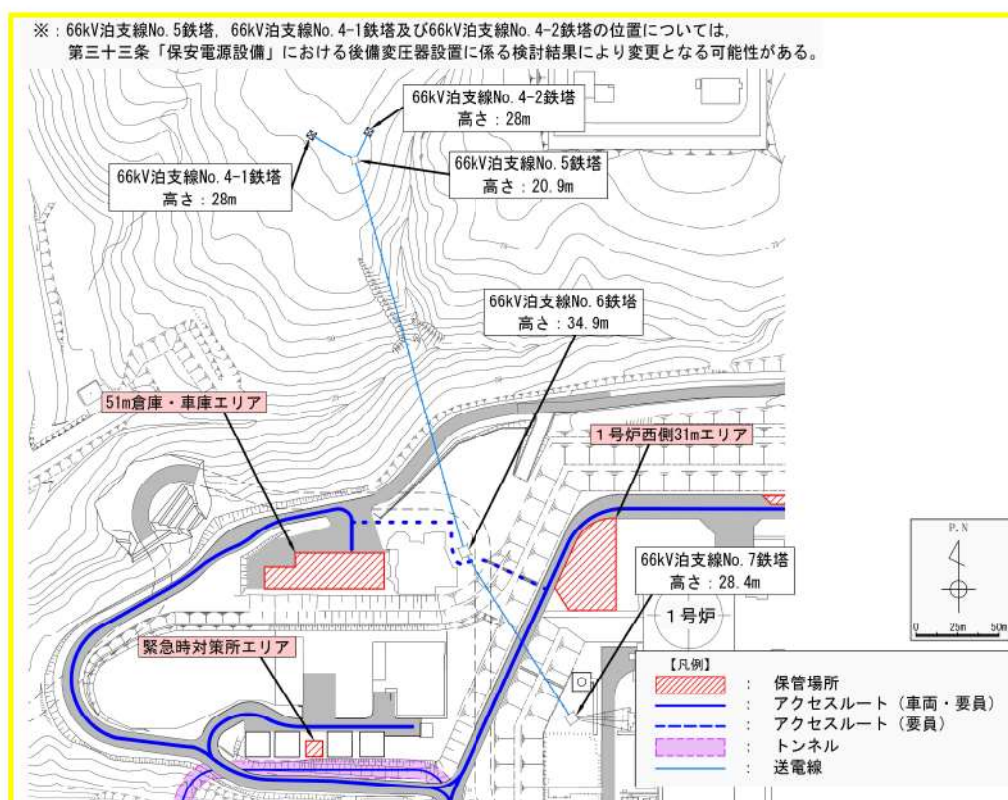 ※：66kV泊支線No.5鉄塔，66kV泊支線No.4-1鉄塔及び66kV泊支線No.4-2鉄塔の位置については，
第三十三条「保安電源設備」における後備変圧器設置に係る検討結果により変更となる可能性がある。
66kV泊支線No.4-2鉄塔
高さ：28m
66kV泊支線No.5鉄塔
高さ：20.9m
66kV泊支線No.4-1鉄塔
高さ：28m
66kV泊支線No.6鉄塔
高さ：34.9m
51m倉庫・車庫エリア
１号炉西側31mエリア
66kV泊支線No.7鉄塔
高さ：28.4m
１号炉
緊急時対策所エリア
P.N
0 25m 50m
【凡例】
： 保管場所
： アクセスルート（車両・要員）
： アクセスルート（要員）
： トンネル
： 送電線